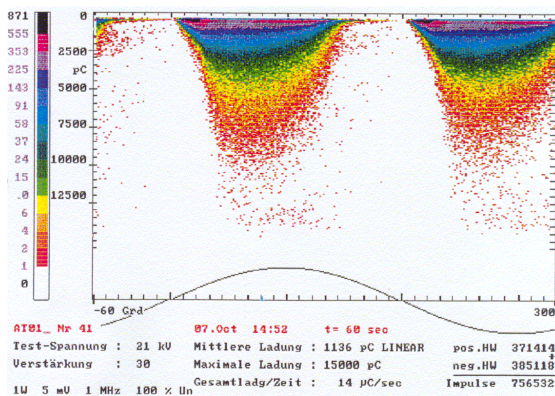 871
0
555
353 2500
225 pC
143
91 5000
58 7500
37
24 10000
15
.0 12500
6
4
2
1
0
-60 Grd 300
AT01_ Nr 41 07.Oct 14:52 t= 60 sec
Test-Spannung : 21 kV Mittlere Ladung : 1136 pC LINEAR pos.HW 371414
+
Verstärkung : 30 Maximale Ladung : 15000 pC neg.HW 385118
Gesamtladg/Zeit : 14 µC/sec Impulse 756532
1W 5 mV 1 MHz 100 % Un